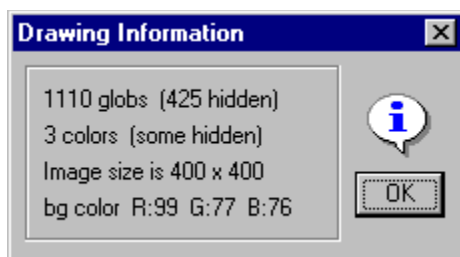 Drawing Information
1110 globs (425 hidden)
3 colors (some hidden)
Image size is 400 x 400
bg color R:99 G:77 B:76
OK